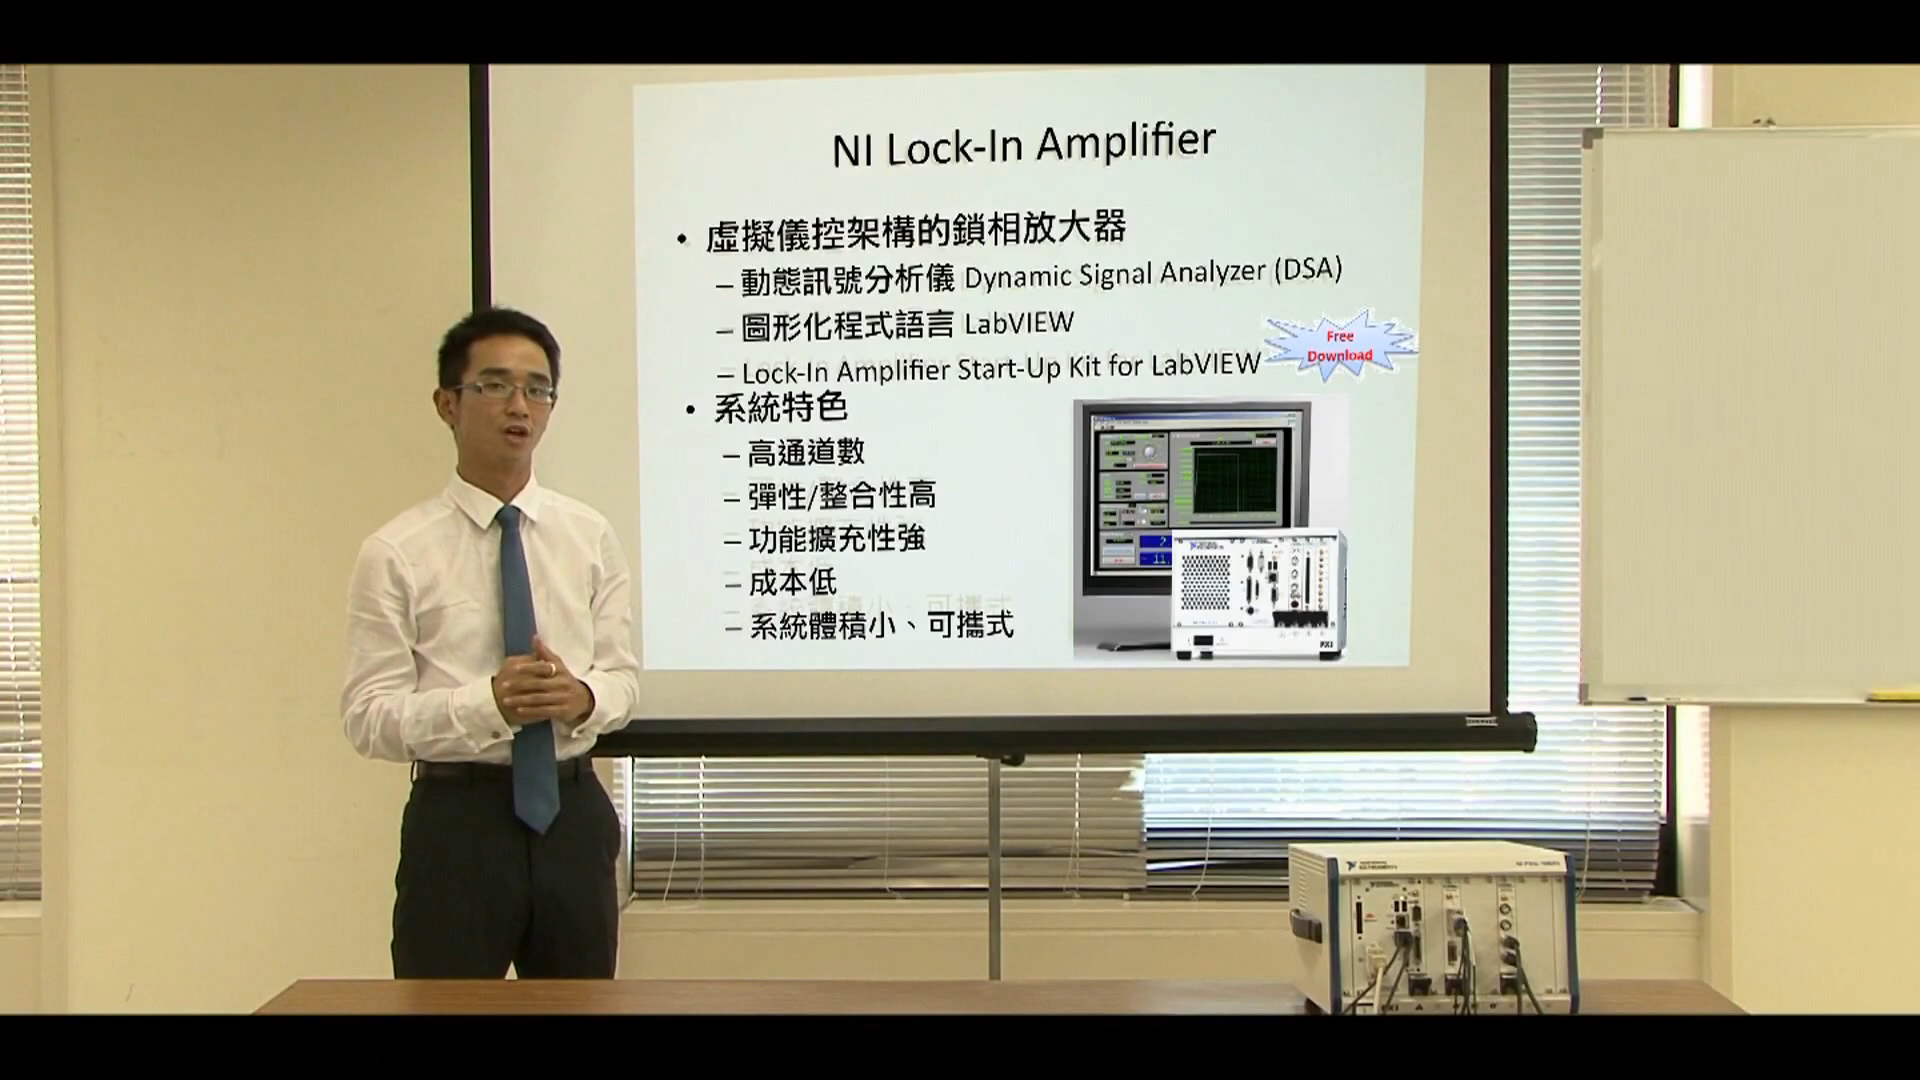 NI Lock-In Amplifier
• 虛擬儀控架構的鎖相放大器
– 動態訊號分析儀 Dynamic Signal Analyzer (DSA)
– 圖形化程式語言 LabVIEW
– Lock-In Amplifier Start-Up Kit for LabVIEW
Free
Download
• 系統特色
– 高通道數
– 彈性/整合性高
– 功能擴充性強
– 成本低
– 系統體積小、可攜式
PXI